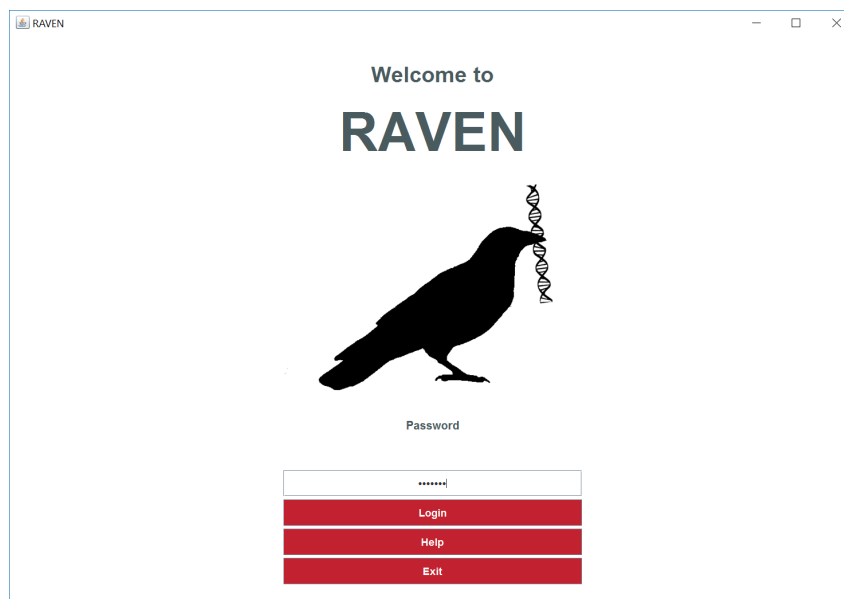 RAVEN
Welcome to
RAVEN
Password
•••••••
Login
Help
Exit